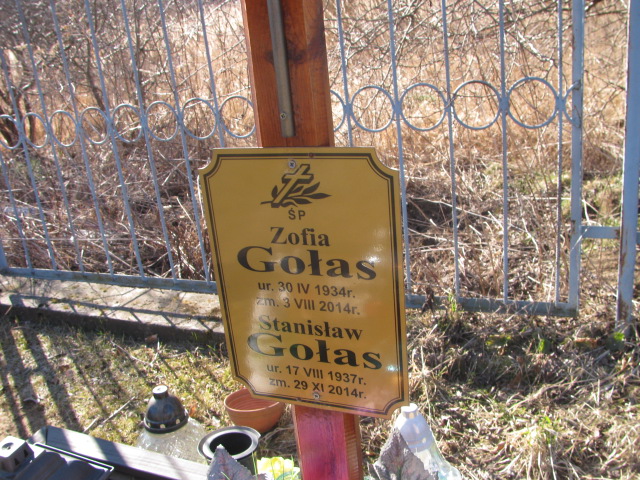 ŚP
Zofia
Gołas
ur. 30 IV 1934r.
zm. 3 VIII 2014r.
Stanisław
Gołas
ur. 17 VIII 1937r.
zm. 29 XI 2014r.